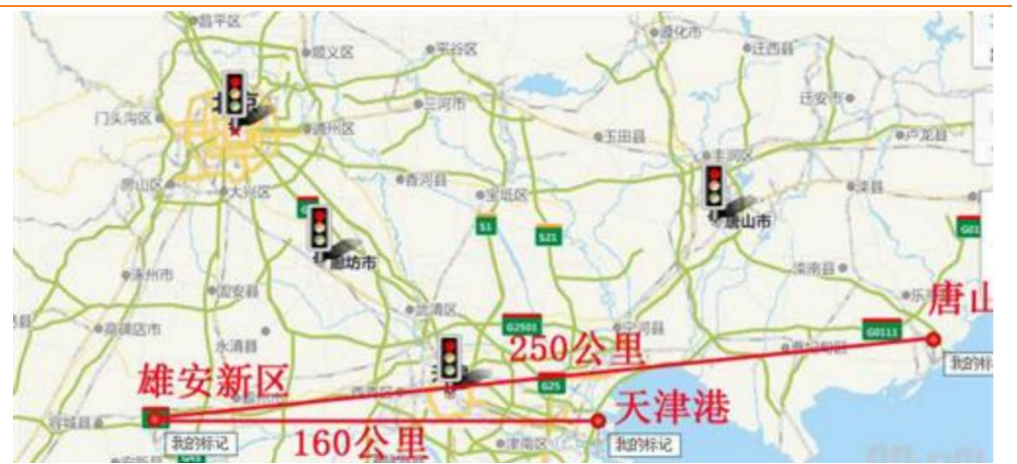 昌平区
遵化市
顺义区
平谷区
迁西县
北京
三河市
迁安市
门头沟区
通州区
玉田县
卢龙县
丰润区
房山区
大兴区
香河县
宝坻区
滦县
S1
S21
唐山市
廊坊市
涿州市
固安县
滦南县
武清区
唐山
高碑店市
永清县
G2501
宁河县
G0111
250公里
我的标
雄安新区
G25
天津港
容城县
160公里
我的标记
津南区
我的标记
G45